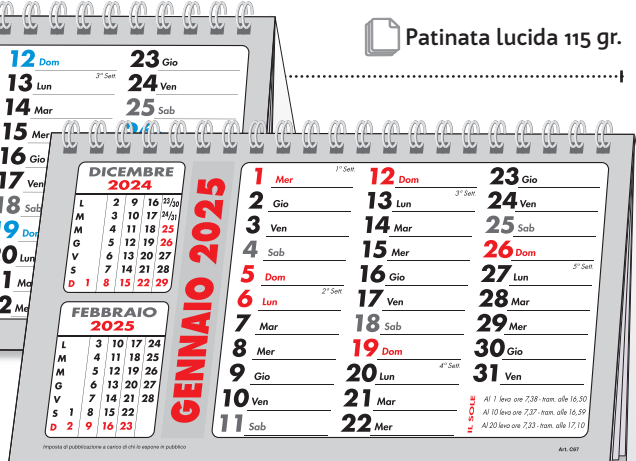 Patinata lucida 115 gr.
12 Dom
13 Lun 3° Sett.
14 Mar
15 Mer
16 Gio
17 Ven
18 Sab
23 Gio
24 Ven
25 Sab
DICEMBRE
2024
L 2 9 16 23/30
M 3 10 17 24/31
M 4 11 18 25
G 5 12 19 26
V 6 13 20 27
S 7 14 21 28
D 1 8 15 22 29
FEBBRAIO
2025
L 3 10 17 24
M 4 11 18 25
M 5 12 19 26
G 6 13 20 27
V 7 14 21 28
S 1 8 15 22
D 2 9 16 23
GENNAIO 2025
1 Mer 1° Sett.
2 Gio
3 Ven
4 Sab
5 Dom
6 Lun 2° Sett.
7 Mar
8 Mer
9 Gio
10 Ven
11 Sab
12 Dom
13 Lun 3° Sett.
14 Mar
15 Mer
16 Gio
17 Ven
18 Sab
19 Dom
20 Lun 4° Sett.
21 Mar
22 Mer
23 Gio
24 Ven
25 Sab
26 Dom
27 Lun 5° Sett.
28 Mar
29 Mer
30 Gio
31 Ven
IL SOLE
Al 1 leva ore 7,38 - tram. alle 16,50
Al 10 leva ore 7,37 - tram. alle 16,59
Al 20 leva ore 7,33 - tram. alle 17,10
Imposta di pubblicazione a carico di chi lo espone in pubblico
Art. C67